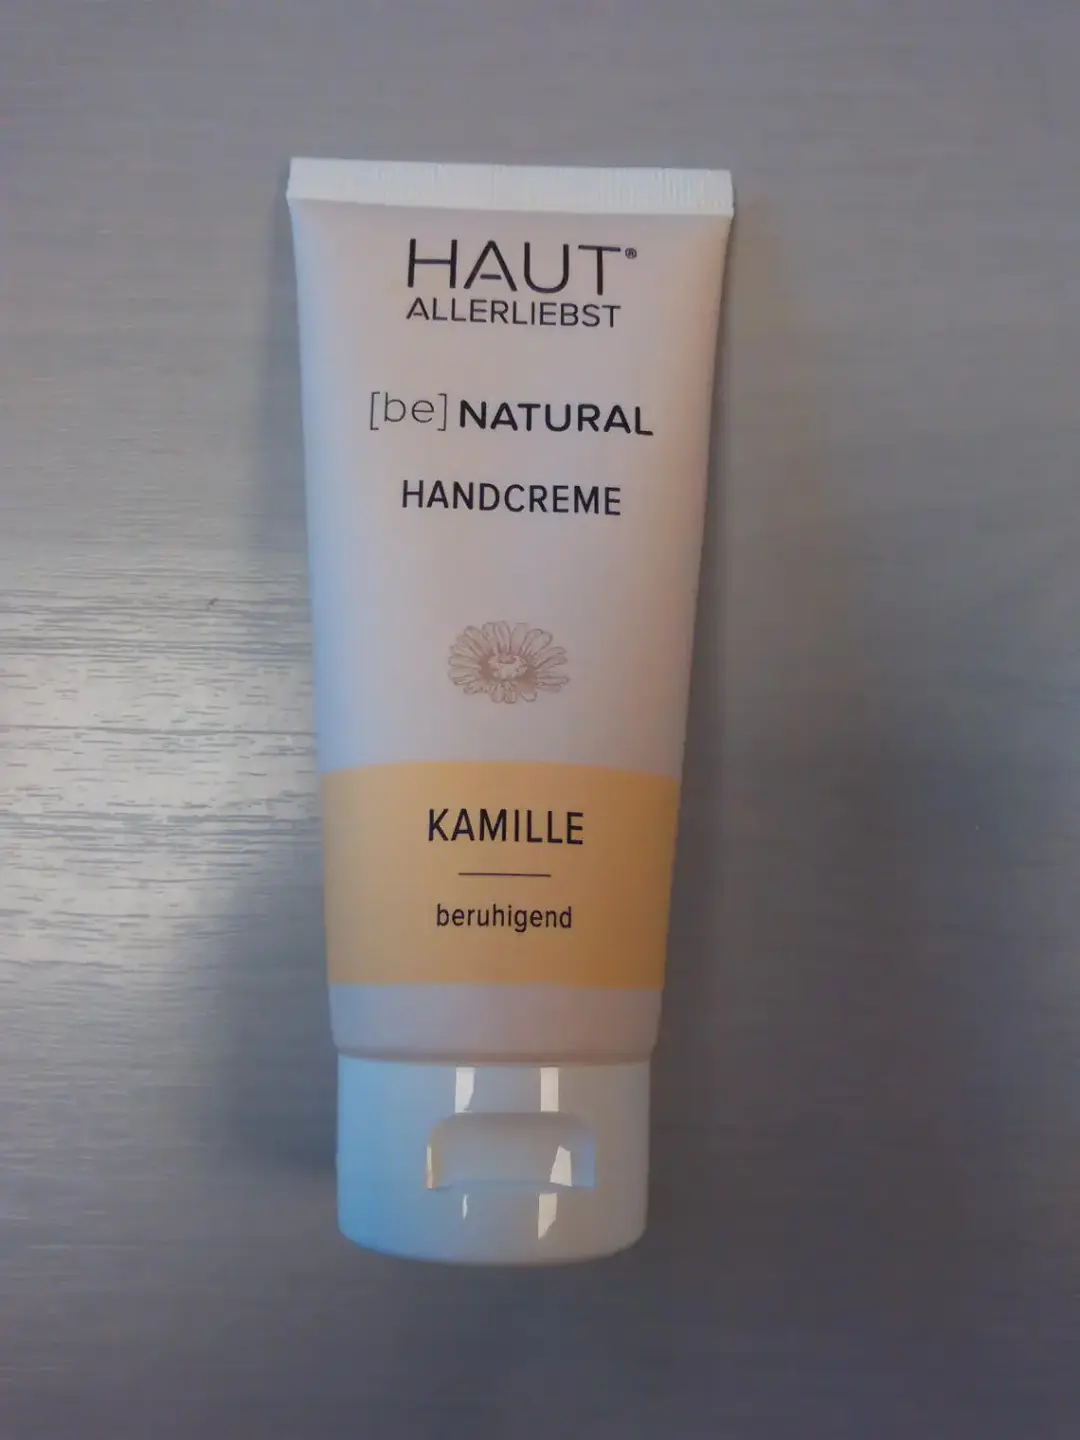 HAUT®
ALLERLIEBST
[be] NATURAL
HANDCREME
KAMILLE
beruhigend